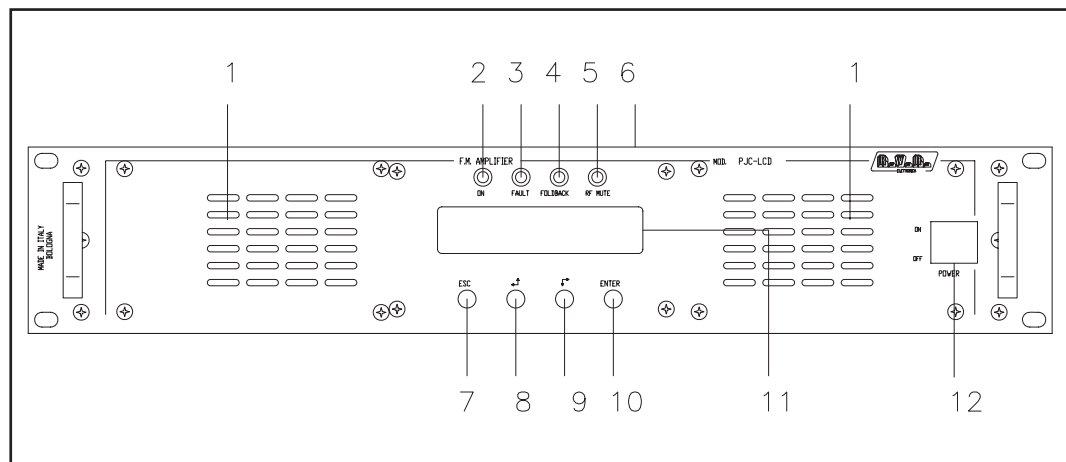 1 2 3 4 5 6 1
F.M. AMPLIFIER MOD. PJC-LCD
R.V.R.
ELETTRONICA
ON FAULT FOLDBACK RF MUTE
MADE IN ITALY
BOLOGNA
ON
OFF
POWER
ESC ENTER
7 8 9 10 11 12